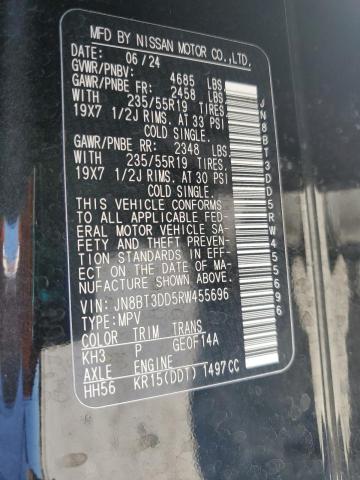 MFD BY NISSAN MOTOR CO.,LTD.
DATE: 06/24
GVWR/PNBV: 4685 LBS.
GAWR/PNBE FR: 2458 LBS.
WITH 235/55R19 TIRES.
19X7 1/2J RIMS. AT 33 PSI
COLD SINGLE.
GAWR/PNBE RR: 2348 LBS.
WITH 235/55R19 TIRES.
19X7 1/2J RIMS. AT 30 PSI
COLD SINGLE.
THIS VEHICLE CONFORMS
TO ALL APPLICABLE FED-
ERAL MOTOR VEHICLE SA-
FETY AND THEFT PREVENTION
STANDARDS IN EFF-
ECT ON THE DATE OF MA-
NUFACTURE SHOWN ABOVE.
VIN: JN8BT3DD5RW455696
TYPE: MPV
COLOR TRIM TRANS
KH3 P GE0F14A
AXLE ENGINE
HH56 KR15(DDT) 1497CC
JN8BT3DD5RW455696